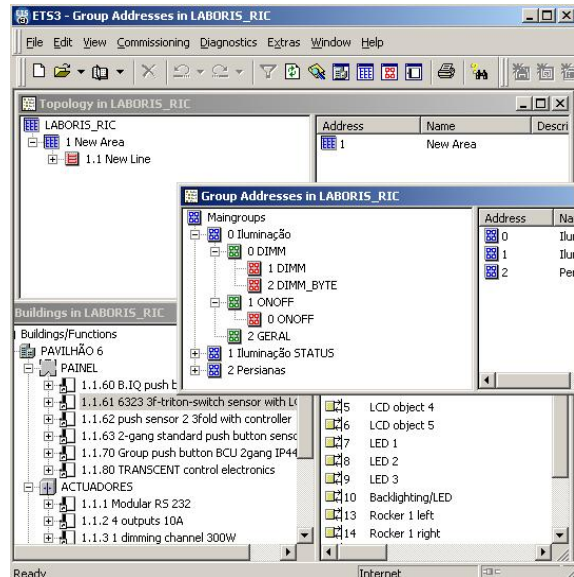 ETS3 - Group Addresses in LABORIS_RIC
File Edit View Commissioning Diagnostics Extras Window Help
Topology in LABORIS_RIC
LABORIS_RIC
1 New Area
1.1 New Line
Address Name Descri
1 New Area
Group Addresses in LABORIS_RIC
Maingroups
0 Iluminação
0 DIMM
1 DIMM
2 DIMM_BYTE
1 ONOFF
0 ONOFF
2 GERAL
1 Iluminação STATUS
2 Persianas
Address Na
0 Ilu
1 Ilu
2 Per
Buildings in LABORIS_RIC
Buildings/Functions
PAVILHÃO 6
PAINEL
1.1.60 B.IQ push b
1.1.61 6323 3f-triton-switch sensor with LC
1.1.62 push sensor 2 3fold with controller
1.1.63 2-gang standard push button senso
1.1.70 Group push button BCU 2gang IP44
1.1.80 TRANSCENT control electronics
ACTUADORES
1.1.1 Modular RS 232
1.1.2 4 outputs 10A
1.1.3 1 dimming channel 300W
5 LCD object 4
6 LCD object 5
7 LED 1
8 LED 2
9 LED 3
10 Backlighting/LED
13 Rocker 1 left
14 Rocker 1 right
Ready Internet